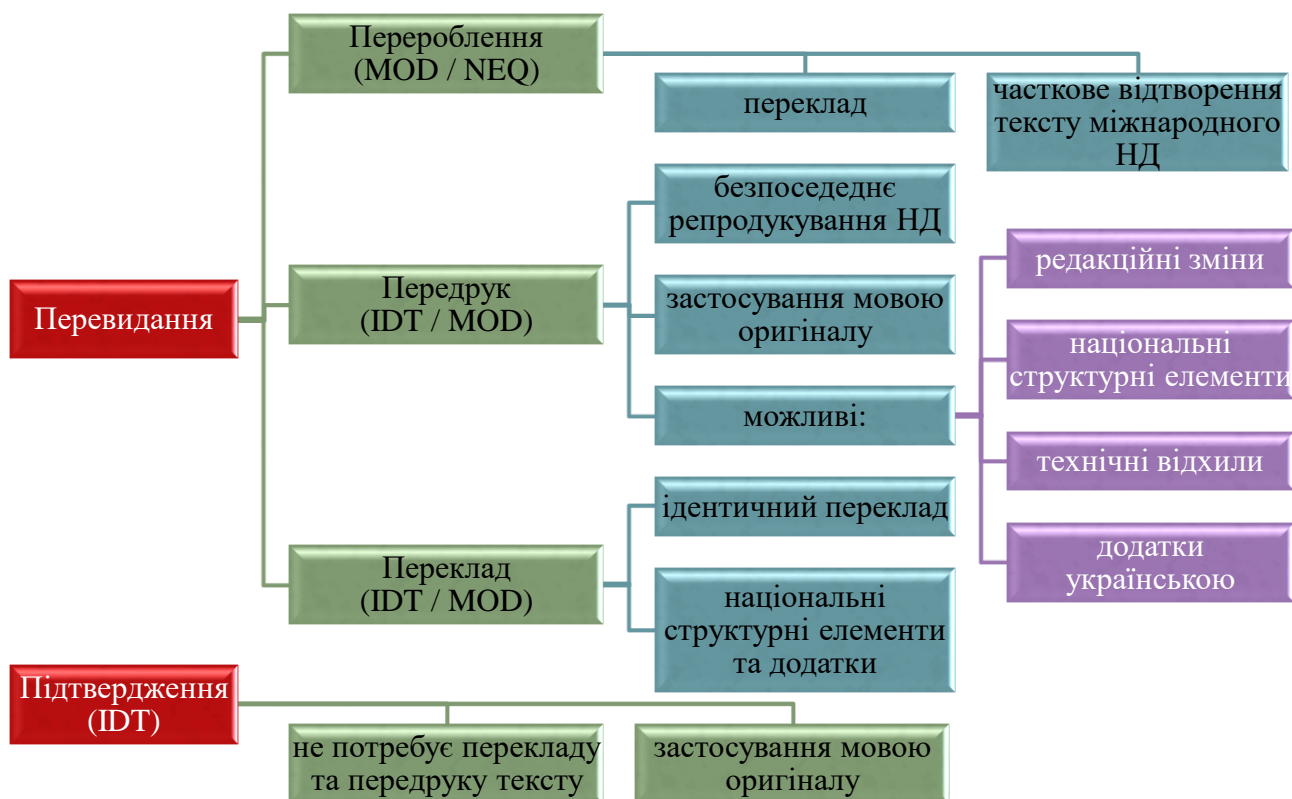 Перероблення
(MOD / NEQ)
переклад
часткове відтворення
тексту міжнародного
НД
безпоседеднє
репродукування НД
Перевидання
Передрук
(IDT / MOD)
застосування мовою
оригіналу
можливі:
редакційні зміни
національні
структурні елементи
технічні відхили
додатки
українською
Переклад
(IDT / MOD)
ідентичний переклад
національні
структурні елементи
та додатки
Підтвердження
(IDT)
не потребує перекладу
та передруку тексту
застосування мовою
оригіналу